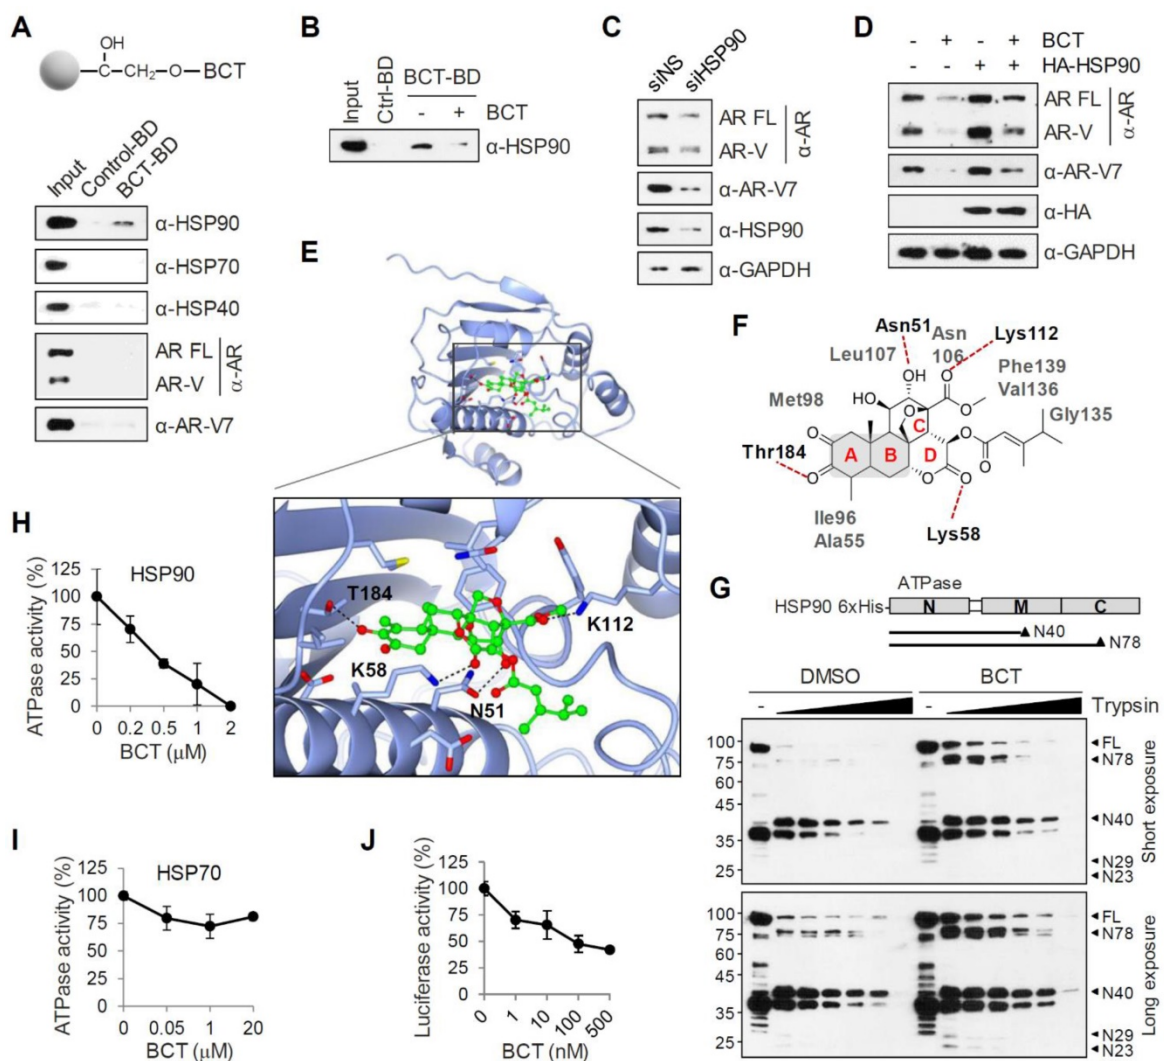 A
OH
C–CH₂–O–BCT
Input
Control-BD
BCT-BD
α-HSP90
α-HSP70
α-HSP40
AR FL
AR-V
α-AR
α-AR-V7
B
Input
Ctrl-BD
BCT-BD
- + BCT
α-HSP90
C
siNS
siHSP90
AR FL
AR-V
α-AR
α-AR-V7
α-HSP90
α-GAPDH
D
- + - + BCT
- - + + HA-HSP90
AR FL
AR-V
α-AR
α-AR-V7
α-HA
α-GAPDH
E
T184
K58
N51
K112
F
Asn51
Asn
106
Lys112
Leu107
OH
O
Phe139
Val136
Met98
HO
O
O
Gly135
C
O
Thr184
O
O
A
B
D
O
O
O
Ile96
Ala55
Lys58
G
ATPase
HSP90 6xHis-
N
M
C
N40
N78
DMSO
BCT
- - Trypsin
100
75
50
35
25
FL
N78
N40
N29
N23
Short exposure
100
75
60
45
35
25
FL
N78
N40
N29
N23
Long exposure
H
HSP90
ATPase activity (%)
125
100
75
50
25
0
0 0.2 0.5 1 2
BCT (μM)
I
HSP70
ATPase activity (%)
125
100
75
50
25
0
0 0.05 1 20
BCT (μM)
J
Luciferase activity (%)
125
100
75
50
25
0
0 1 10 100 500
BCT (nM)